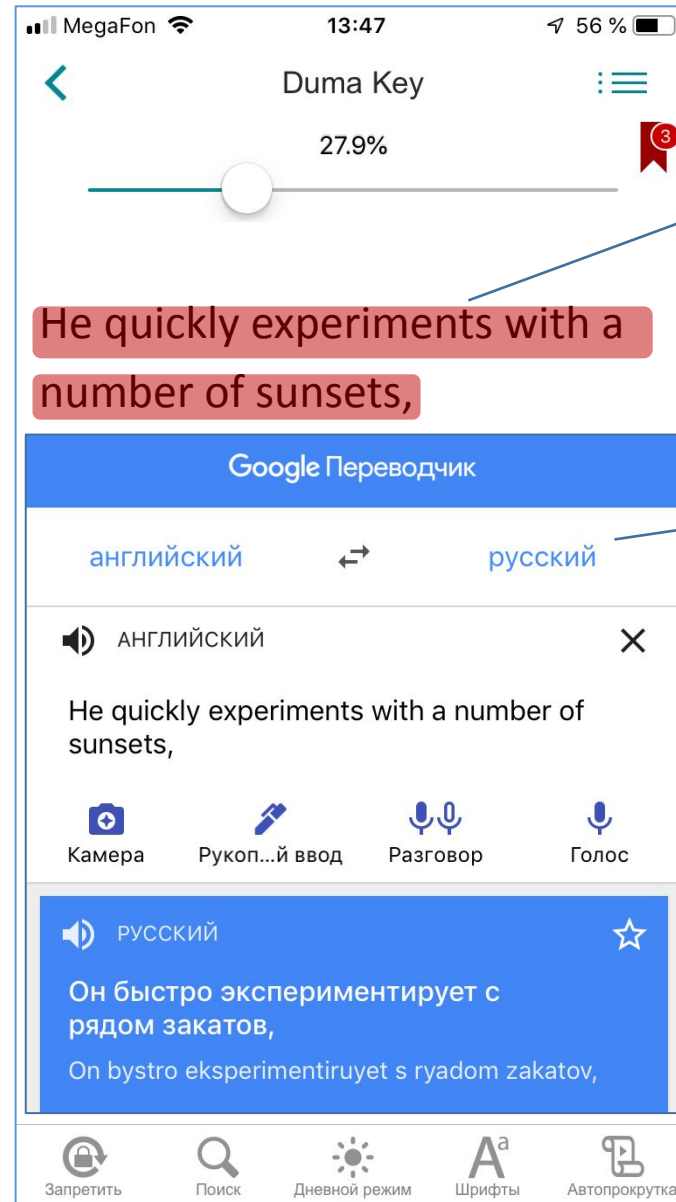 MegaFon 13:47 56 %
Duma Key
27.9%
3
He quickly experiments with a
number of sunsets,
Google Переводчик
английский русский
АНГЛИЙСКИЙ
He quickly experiments with a number of
sunsets,
Камера Рукоп...й ввод Разговор Голос
РУССКИЙ
Он быстро экспериментирует с
рядом закатов,
On bystro eksperimentiruyet s ryadom zakatov,
Aa
Запретить Поиск Дневной режим Шрифты Автопрокрутка